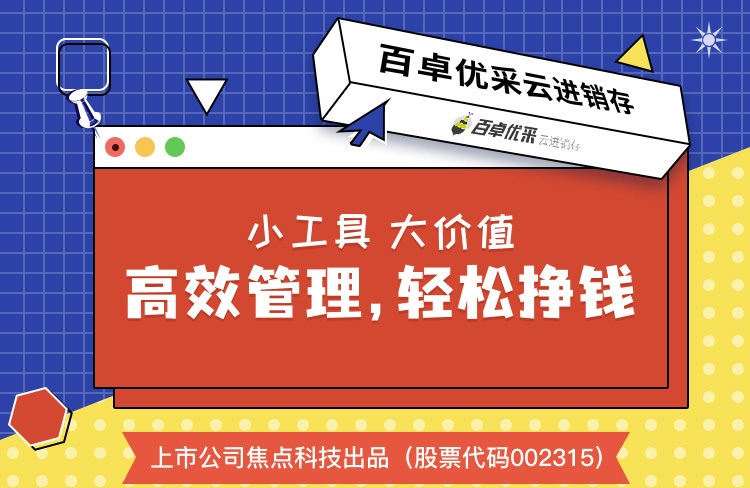 百卓优采云进销存
百卓优采 云进销存
小工具 大价值
高效管理,轻松挣钱
上市公司焦点科技出品（股票代码002315）